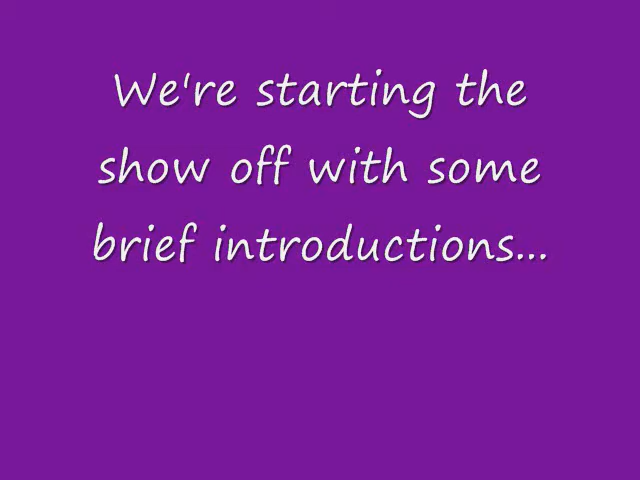 We're starting the
show off with some
brief introductions...